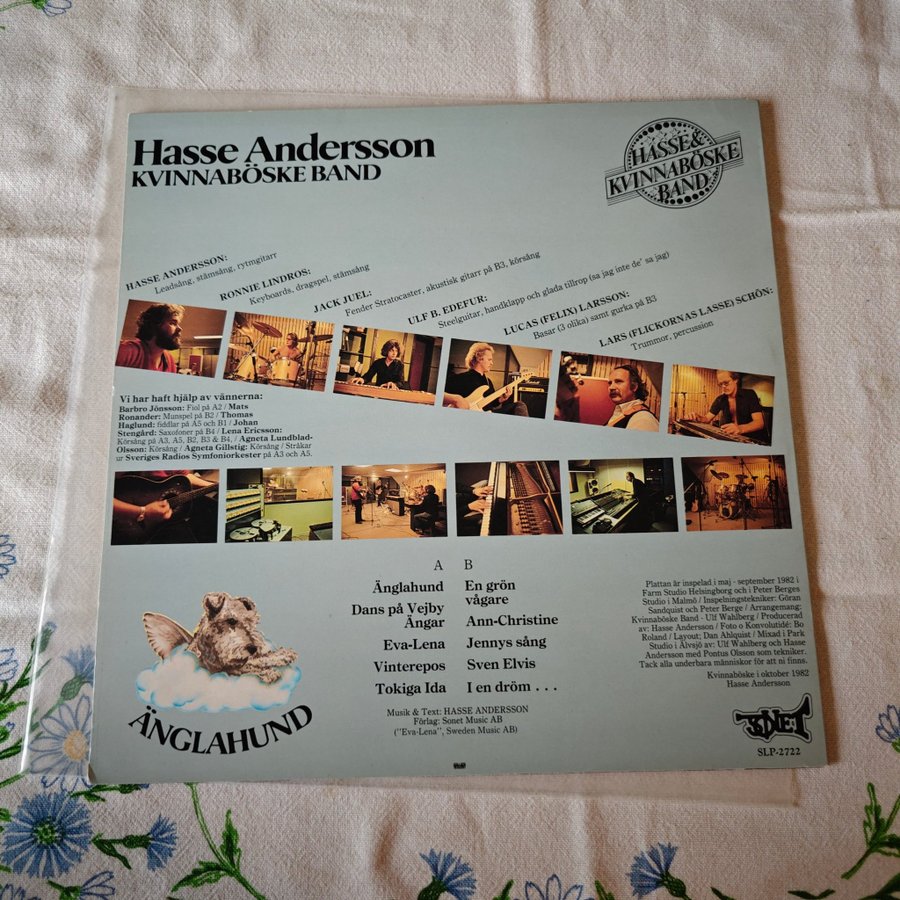 Hasse Andersson
KVINNABÖSKE BAND
HASSE &
KVINNABÖSKE
BAND
HASSE ANDERSSON:
Leadsång, stämsång, rytmgitarr
RONNIE LINDROS:
Keyboards, dragspel, stämsång
JACK JUEL:
Fender Stratocaster, akustisk gitarr på B3, körsång
ULF B. EDEFUR:
Steelguitar, handklapp och glada tillrop (sa jag inte de' sa jag)
LUCAS (FELIX) LARSSON:
Basar (3 olika) samt gurka på B3
LARS (FLICKORNAS LASSE) SCHÖN:
Trummor, percussion
Vi har haft hjälp av vännerna:
Barbro Jönsson: Fiol på A2 / Mats
Ronander: Munspel på B2 / Thomas
Haglund: fiddlar på A5 och B1 / Johan
Stengård: Saxofoner på B4 / Lena Ericsson:
Körsång på A3, A5, B2, B3 & B4, / Agneta Lundblad-
Olsson: Körsång / Agneta Gillstig: Körsång / Stråkar
ur Sveriges Radios Symfoniorkester på A3 och A5.
A
Änglahund
Dans på Vejby
Ängar
Eva-Lena
Vinterepos
Tokiga Ida
B
En grön
vågare
Ann-Christine
Jennys sång
Sven Elvis
I en dröm . . .
Musik & Text: HASSE ANDERSSON
Förlag: Sonet Music AB
("Eva-Lena", Sweden Music AB)
Plattan är inspelad i maj - september 1982 i
Farm Studio Helsingborg och i Peter Berges
Studio i Malmö / Inspelningstekniker: Göran
Sandquist och Peter Berge / Arrangemang:
Kvinnaböske Band - Ulf Wahlberg / Producerad
av: Hasse Andersson / Foto o Konvolutidé: Bo
Roland / Layout; Dan Ahlquist / Mixad i Park
Studio i Älvsjö av: Ulf Wahlberg och Hasse
Andersson med Pontus Olsson som tekniker.
Tack alla underbara människor för att ni finns.
Kvinnaböske i oktober 1982
Hasse Andersson
ÄNGLAHUND
SONET
SLP-2722